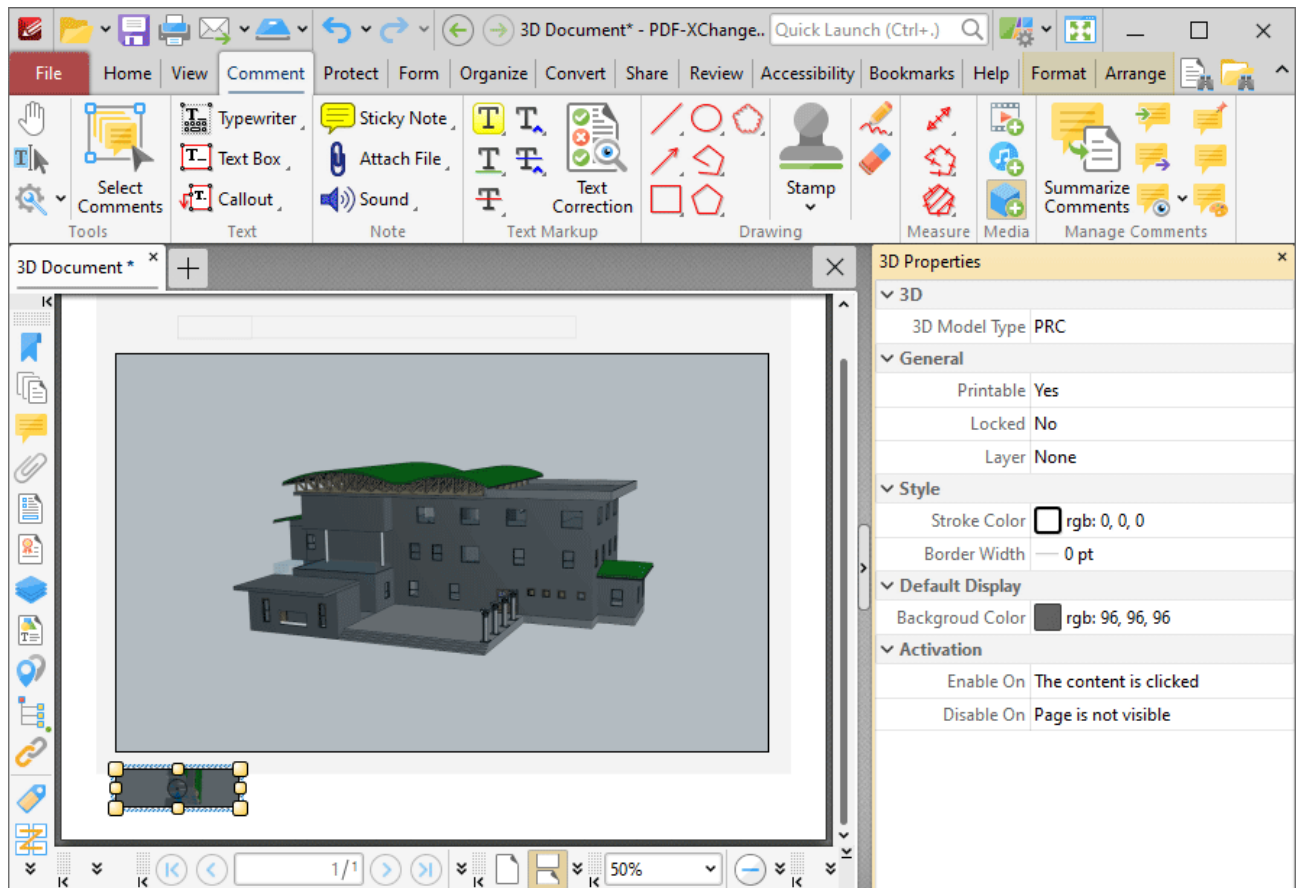 3D Document* - PDF-XChange.. Quick Launch (Ctrl+.)
File Home View Comment Protect Form Organize Convert Share Review Accessibility Bookmarks Help Format Arrange
Select Comments
Tools
Typewriter
Text Box
Callout
Text
Sticky Note
Attach File
Sound
Note
Text Correction
Text Markup
Stamp
Drawing
Measure
Media
Summarize Comments
Manage Comments
3D Document *
3D Properties
3D
3D Model Type PRC
General
Printable Yes
Locked No
Layer None
Style
Stroke Color rgb: 0, 0, 0
Border Width 0 pt
Default Display
Backgroud Color rgb: 96, 96, 96
Activation
Enable On The content is clicked
Disable On Page is not visible
1/1
50%